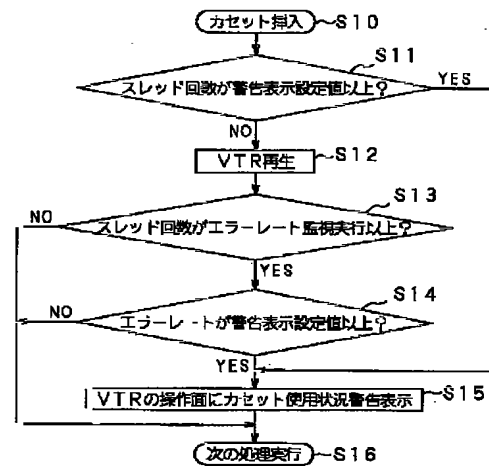 カセット挿入 S10
S11
スレッド回数が警告表示設定値以上? YES
NO
VTR再生 S12
S13
NO スレッド回数がエラーレート監視実行以上?
YES
S14
NO エラーレートが警告表示設定値以上?
YES
VTRの操作面にカセット使用状況警告表示 S15
次の処理実行 S16